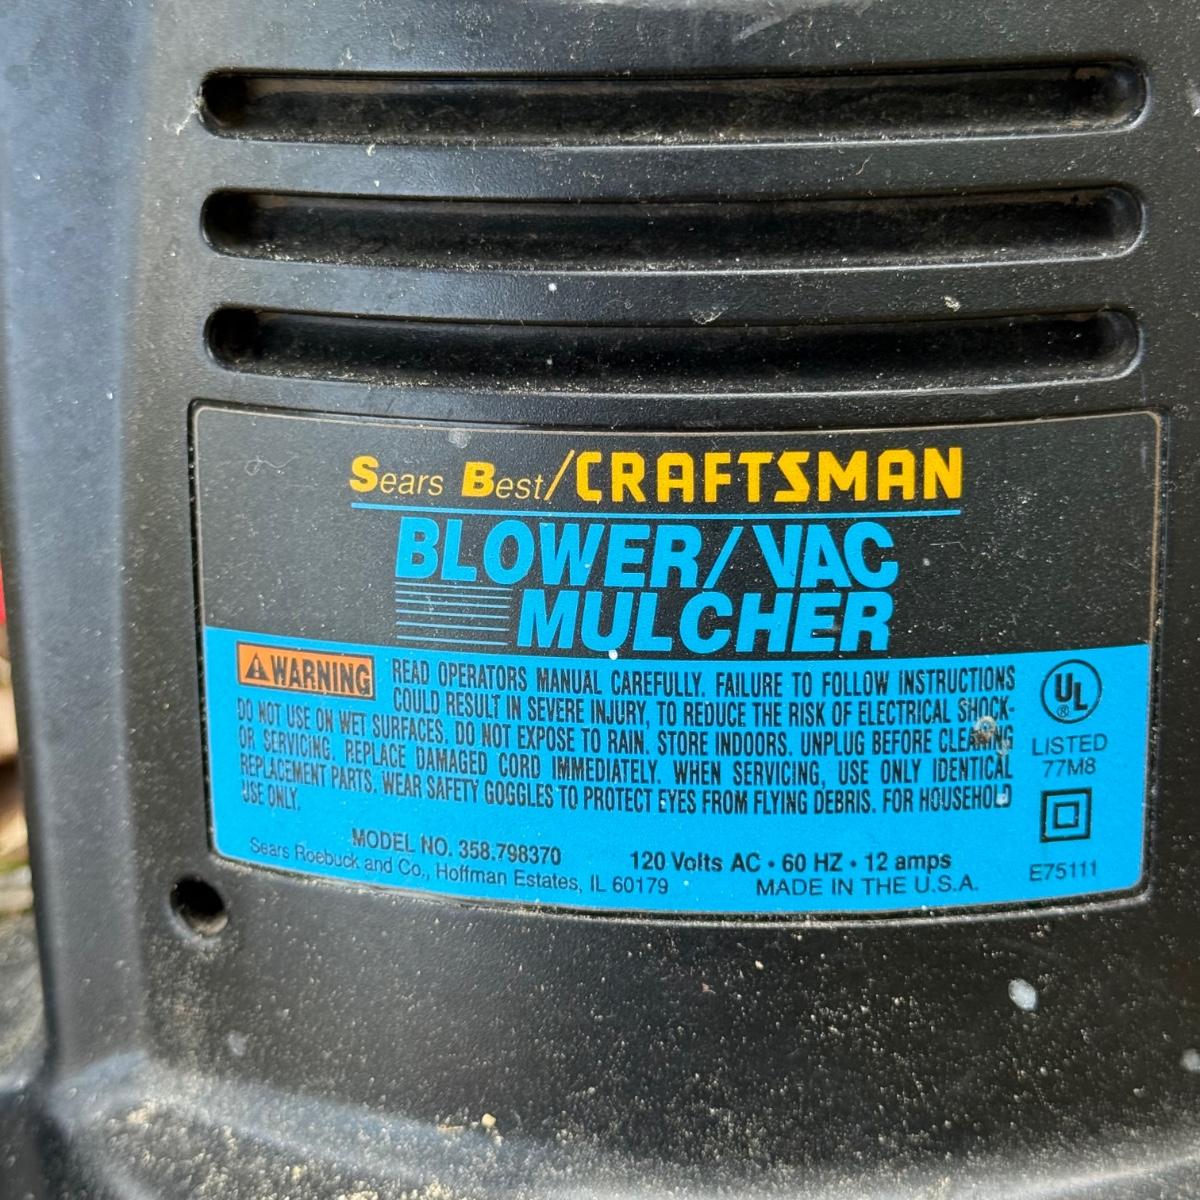 Sears Best/CRAFTSMAN
BLOWER/VAC
MULCHER
WARNING READ OPERATORS MANUAL CAREFULLY. FAILURE TO FOLLOW INSTRUCTIONS
COULD RESULT IN SEVERE INJURY, TO REDUCE THE RISK OF ELECTRICAL SHOCK-
DO NOT USE ON WET SURFACES. DO NOT EXPOSE TO RAIN. STORE INDOORS. UNPLUG BEFORE CLEANING
OR SERVICING. REPLACE DAMAGED CORD IMMEDIATELY. WHEN SERVICING, USE ONLY IDENTICAL
REPLACEMENT PARTS. WEAR SAFETY GOGGLES TO PROTECT EYES FROM FLYING DEBRIS. FOR HOUSEHOLD
USE ONLY.
UL
®
LISTED
77M8
E75111
MODEL NO. 358.798370
120 Volts AC • 60 HZ • 12 amps
Sears Roebuck and Co., Hoffman Estates, IL 60179
MADE IN THE U.S.A.